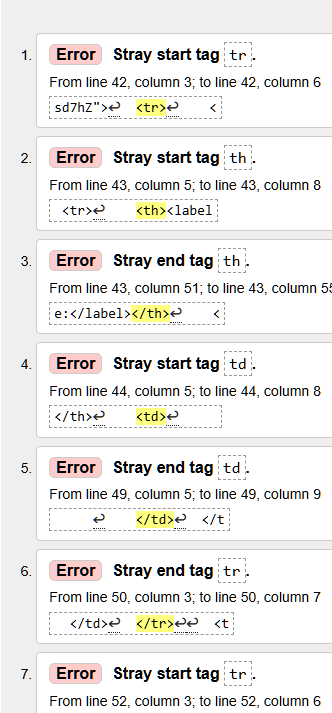 1. Error Stray start tag tr.
From line 42, column 3; to line 42, column 6
sd7hZ">↩ <tr>↩ <
2. Error Stray start tag th.
From line 43, column 5; to line 43, column 8
<tr>↩ <th><label
3. Error Stray end tag th.
From line 43, column 51; to line 43, column 55
e:</label></th>↩ <
4. Error Stray start tag td.
From line 44, column 5; to line 44, column 8
</th>↩ <td>↩
5. Error Stray end tag td.
From line 49, column 5; to line 49, column 9
↩ </td>↩ </t
6. Error Stray end tag tr.
From line 50, column 3; to line 50, column 7
</td>↩ </tr>↩↩ <t
7. Error Stray start tag tr.
From line 52, column 3; to line 52, column 6